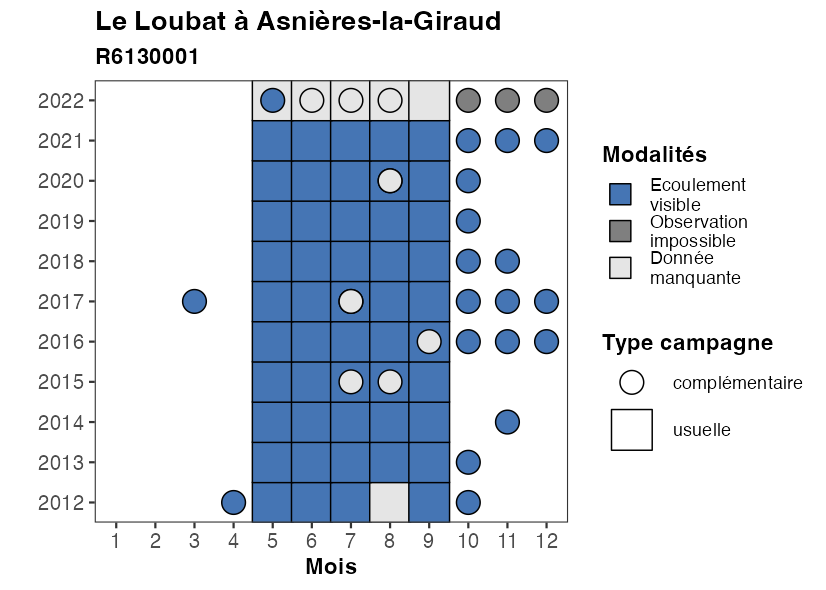 Le Loubat à Asnières-la-Giraud
R6130001
2022
2021
2020
2019
2018
2017
2016
2015
2014
2013
2012
1 2 3 4 5 6 7 8 9 10 11 12
Mois
Modalités
Ecoulement
visible
Observation
impossible
Donnée
manquante
Type campagne
complémentaire
usuelle